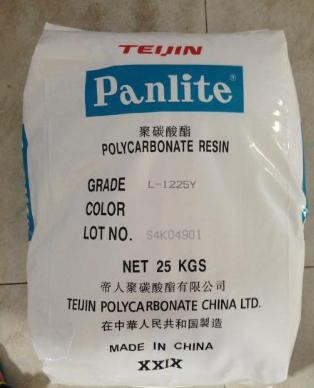 TEIJIN
Panlite®
聚碳酸酯
POLYCARBONATE RESIN
GRADE L-1225Y
COLOR
LOT NO. S4K04901
NET 25 KGS
帝人聚碳酸酯有限公司
TEIJIN POLYCARBONATE CHINA LTD.
在中華人民共和国製造
MADE IN CHINA
XXIX